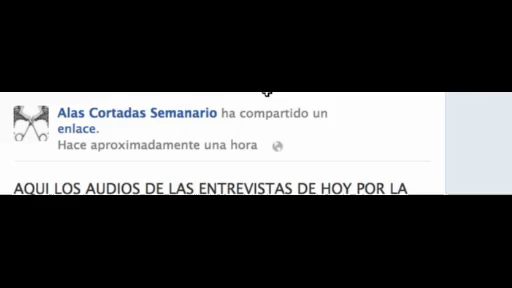 Alas Cortadas Semanario ha compartido un
enlace.
Hace aproximadamente una hora
AQUI LOS AUDIOS DE LAS ENTREVISTAS DE HOY POR LA